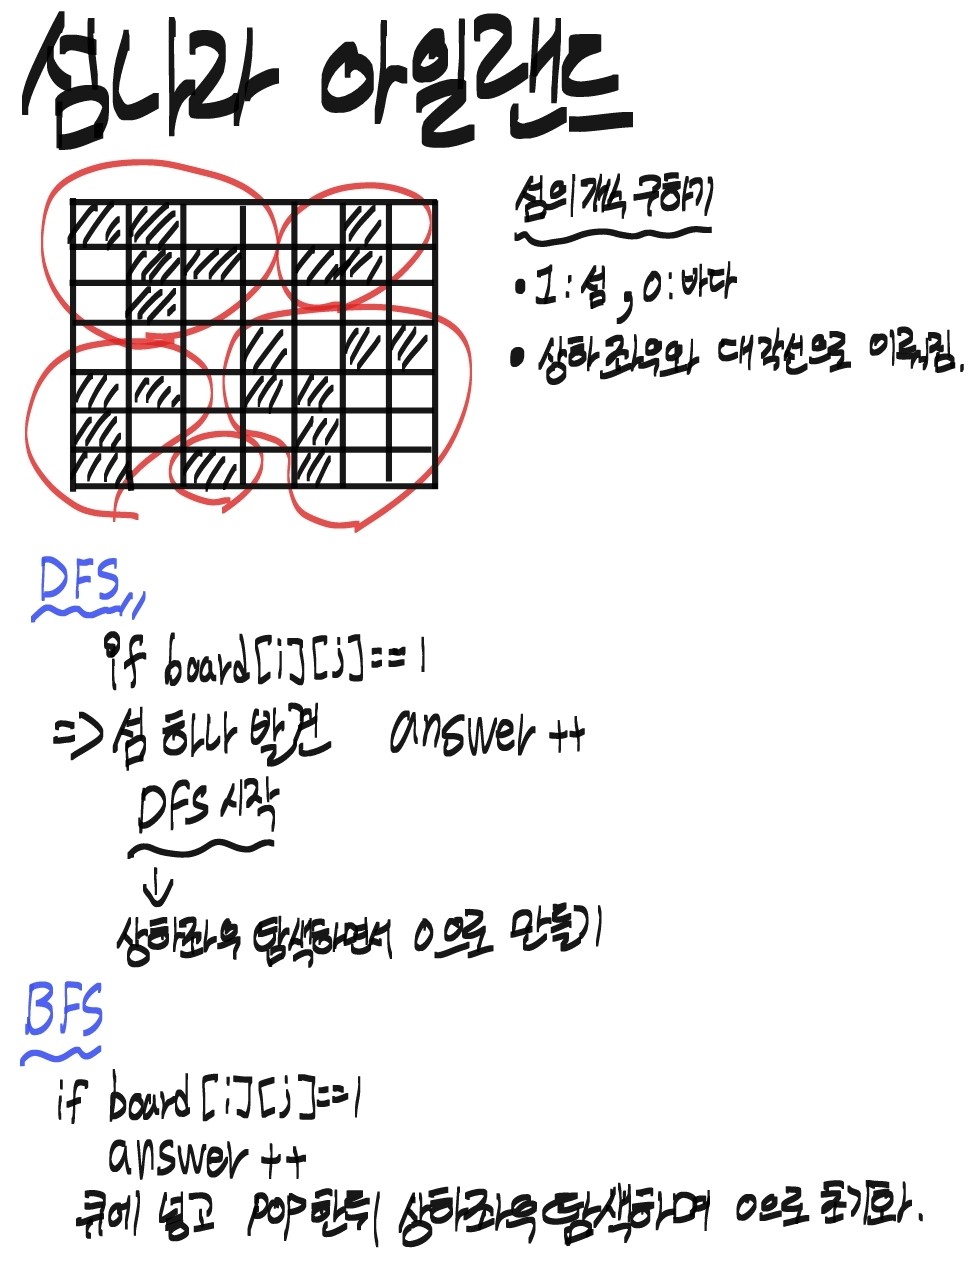 섬나라 아일랜드
섬의 개수 구하기
• 1 : 섬 , 0 : 바다
• 상하좌우와 대각선으로 이뤄짐.
DFS
if board[i][j]==1
=> 섬 하나 발견 answer ++
DFS 시작
↓
상하좌우 탐색하면서 0으로 만들기
BFS
if board[i][j]==1
answer ++
큐에 넣고 POP한뒤 상하좌우탐색하며 0으로 초기화.